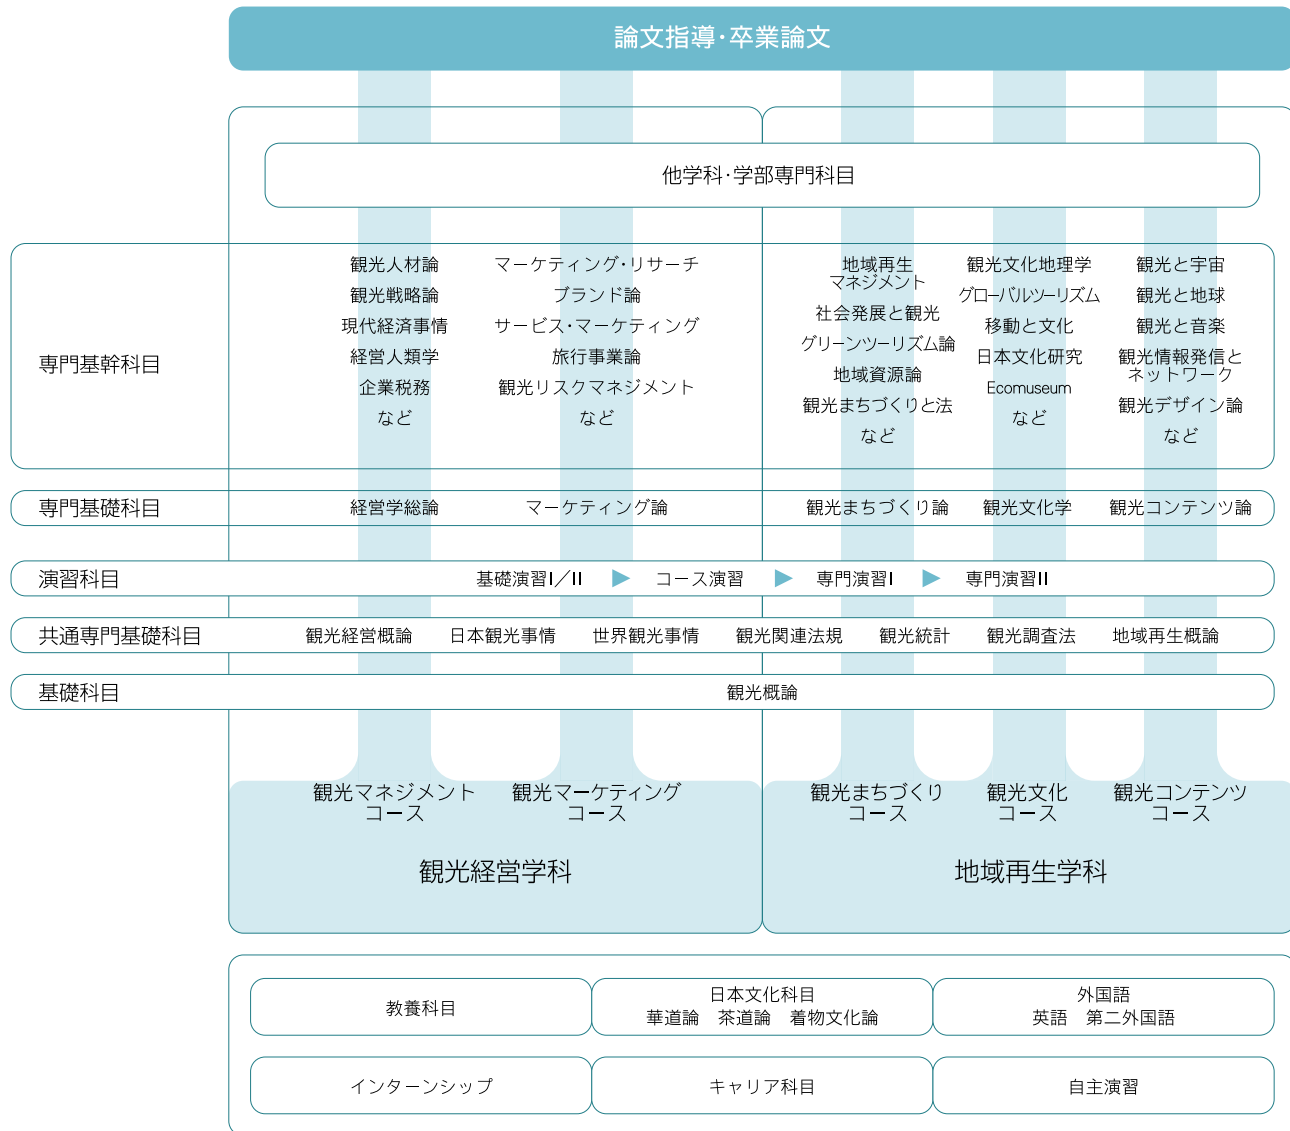 論文指導・卒業論文
他学科・学部専門科目
専門基幹科目
観光人材論
観光戦略論
現代経済事情
経営人類学
企業税務
など
マーケティング・リサーチ
ブランド論
サービス・マーケティング
旅行事業論
観光リスクマネジメント
など
地域再生
マネジメント
社会発展と観光
グリーンツーリズム論
地域資源論
観光まちづくりと法
など
観光文化地理学
グローバルツーリズム
移動と文化
日本文化研究
Ecomuseum
など
観光と宇宙
観光と地球
観光と音楽
観光情報発信と
ネットワーク
観光デザイン論
など
専門基礎科目 経営学総論 マーケティング論 観光まちづくり論 観光文化学 観光コンテンツ論
演習科目 基礎演習I／II ▶ コース演習 ▶ 専門演習I ▶ 専門演習II
共通専門基礎科目 観光経営概論 日本観光事情 世界観光事情 観光関連法規 観光統計 観光調査法 地域再生概論
基礎科目 観光概論
観光マネジメント
コース
観光マーケティング
コース
観光まちづくり
コース
観光文化
コース
観光コンテンツ
コース
観光経営学科
地域再生学科
教養科目
日本文化科目
華道論 茶道論 着物文化論
外国語
英語 第二外国語
インターンシップ
キャリア科目
自主演習